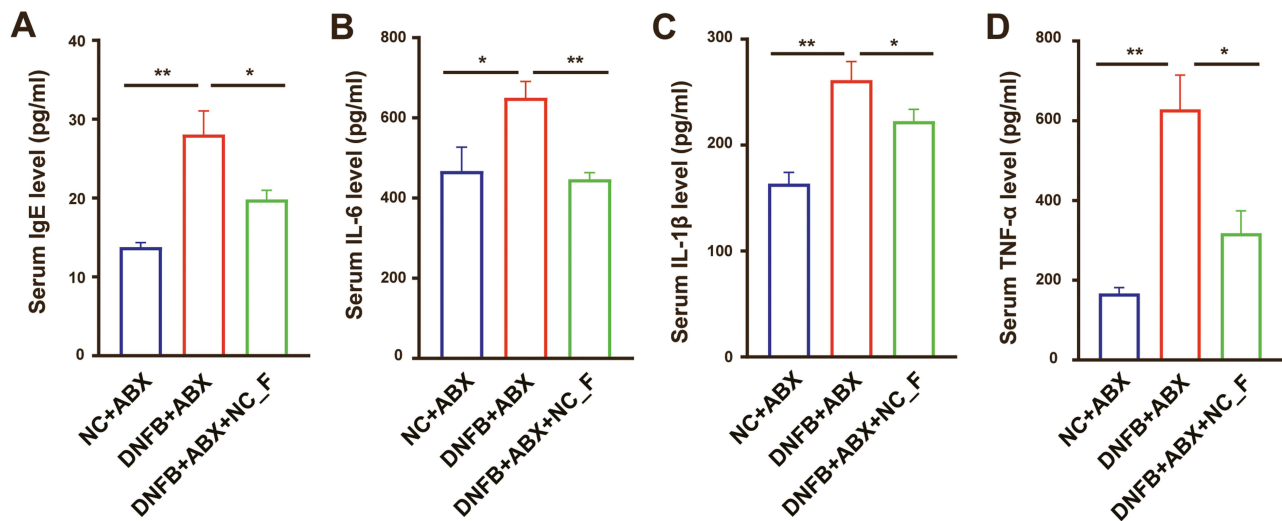 A
Serum IgE level (pg/ml)
40
30
20
10
0
**
*
NC+ABX
DNFB+ABX
DNFB+ABX+NC_F
B
Serum IL-6 level (pg/ml)
800
600
400
200
0
*
**
NC+ABX
DNFB+ABX
DNFB+ABX+NC_F
C
Serum IL-1β level (pg/ml)
300
200
100
0
**
*
NC+ABX
DNFB+ABX
DNFB+ABX+NC_F
D
Serum TNF-α level (pg/ml)
800
600
400
200
0
**
*
NC+ABX
DNFB+ABX
DNFB+ABX+NC_F